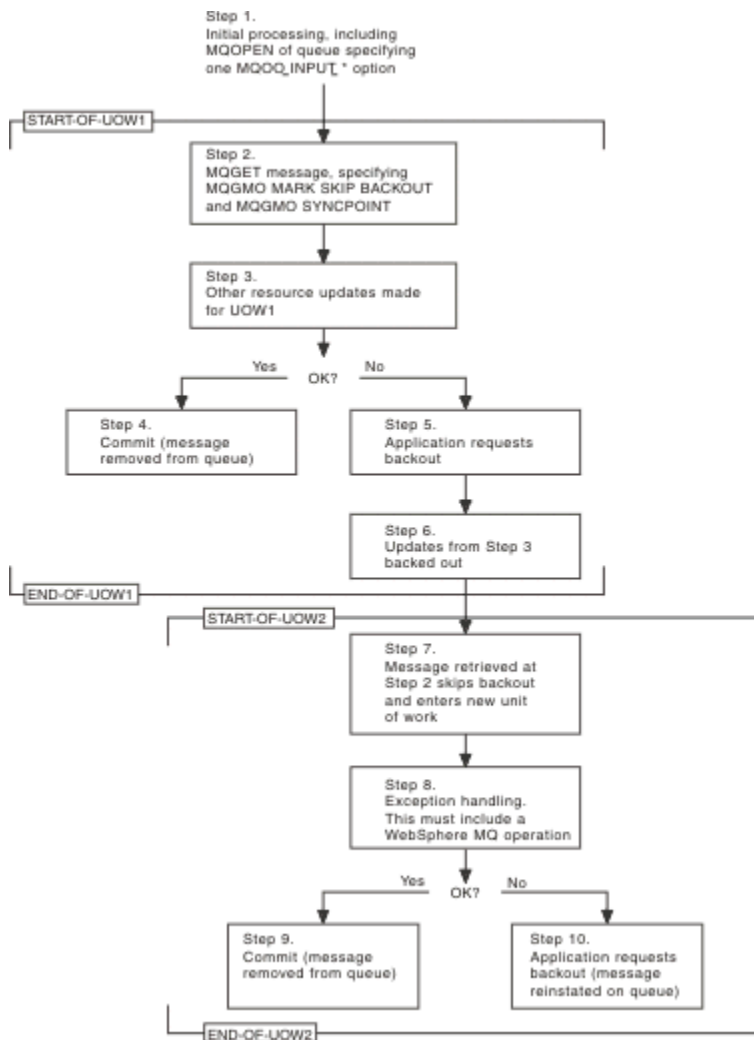 Step 1.
Initial processing, including
MQOPEN of queue specifying
one MQOO_INPUT_* option
START-OF-UOW1
Step 2.
MQGET message, specifying
MQGMO MARK SKIP BACKOUT
and MQGMO SYNCPOINT
Step 3.
Other resource updates made
for UOW1
Yes
No
OK?
Step 4.
Commit (message
removed from queue)
Step 5.
Application requests
backout
Step 6.
Updates from Step 3
backed out
END-OF-UOW1
START-OF-UOW2
Step 7.
Message retrieved at
Step 2 skips backout
and enters new unit
of work
Step 8.
Exception handling.
This must include a
WebSphere MQ operation
Yes
No
OK?
Step 9.
Commit (message
removed from queue)
Step 10.
Application requests
backout (message
reinstated on queue)
END-OF-UOW2